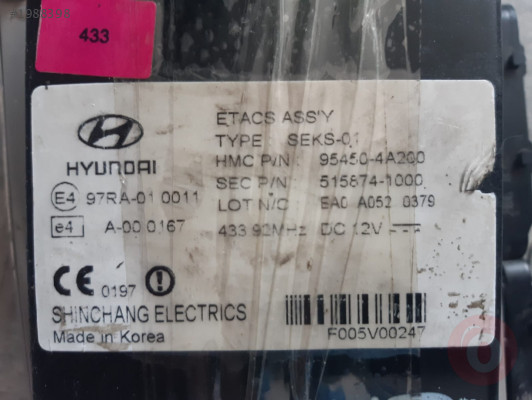 433
ETACS ASS'Y
TYPE SEKS-01
HYUNDAI
HMC P/N 95450-4A200
SEC P/N 515874-1000
LOT N/O EA0 A052 0379
433 92MHz DC 12V
E4 97RA-01 0011
e4 A-00 0167
CE 0197
SHINCHANG ELECTRICS
Made in Korea
F005V00247